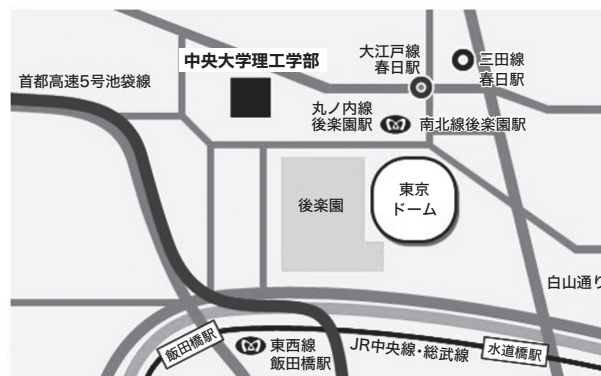 中央大学理工学部
大江戸線
春日駅
三田線
春日駅
首都高速5号池袋線
丸ノ内線
後楽園駅
南北線後楽園駅
後楽園
東京
ドーム
白山通り
飯田橋駅
東西線
飯田橋駅
JR中央線・総武線
水道橋駅